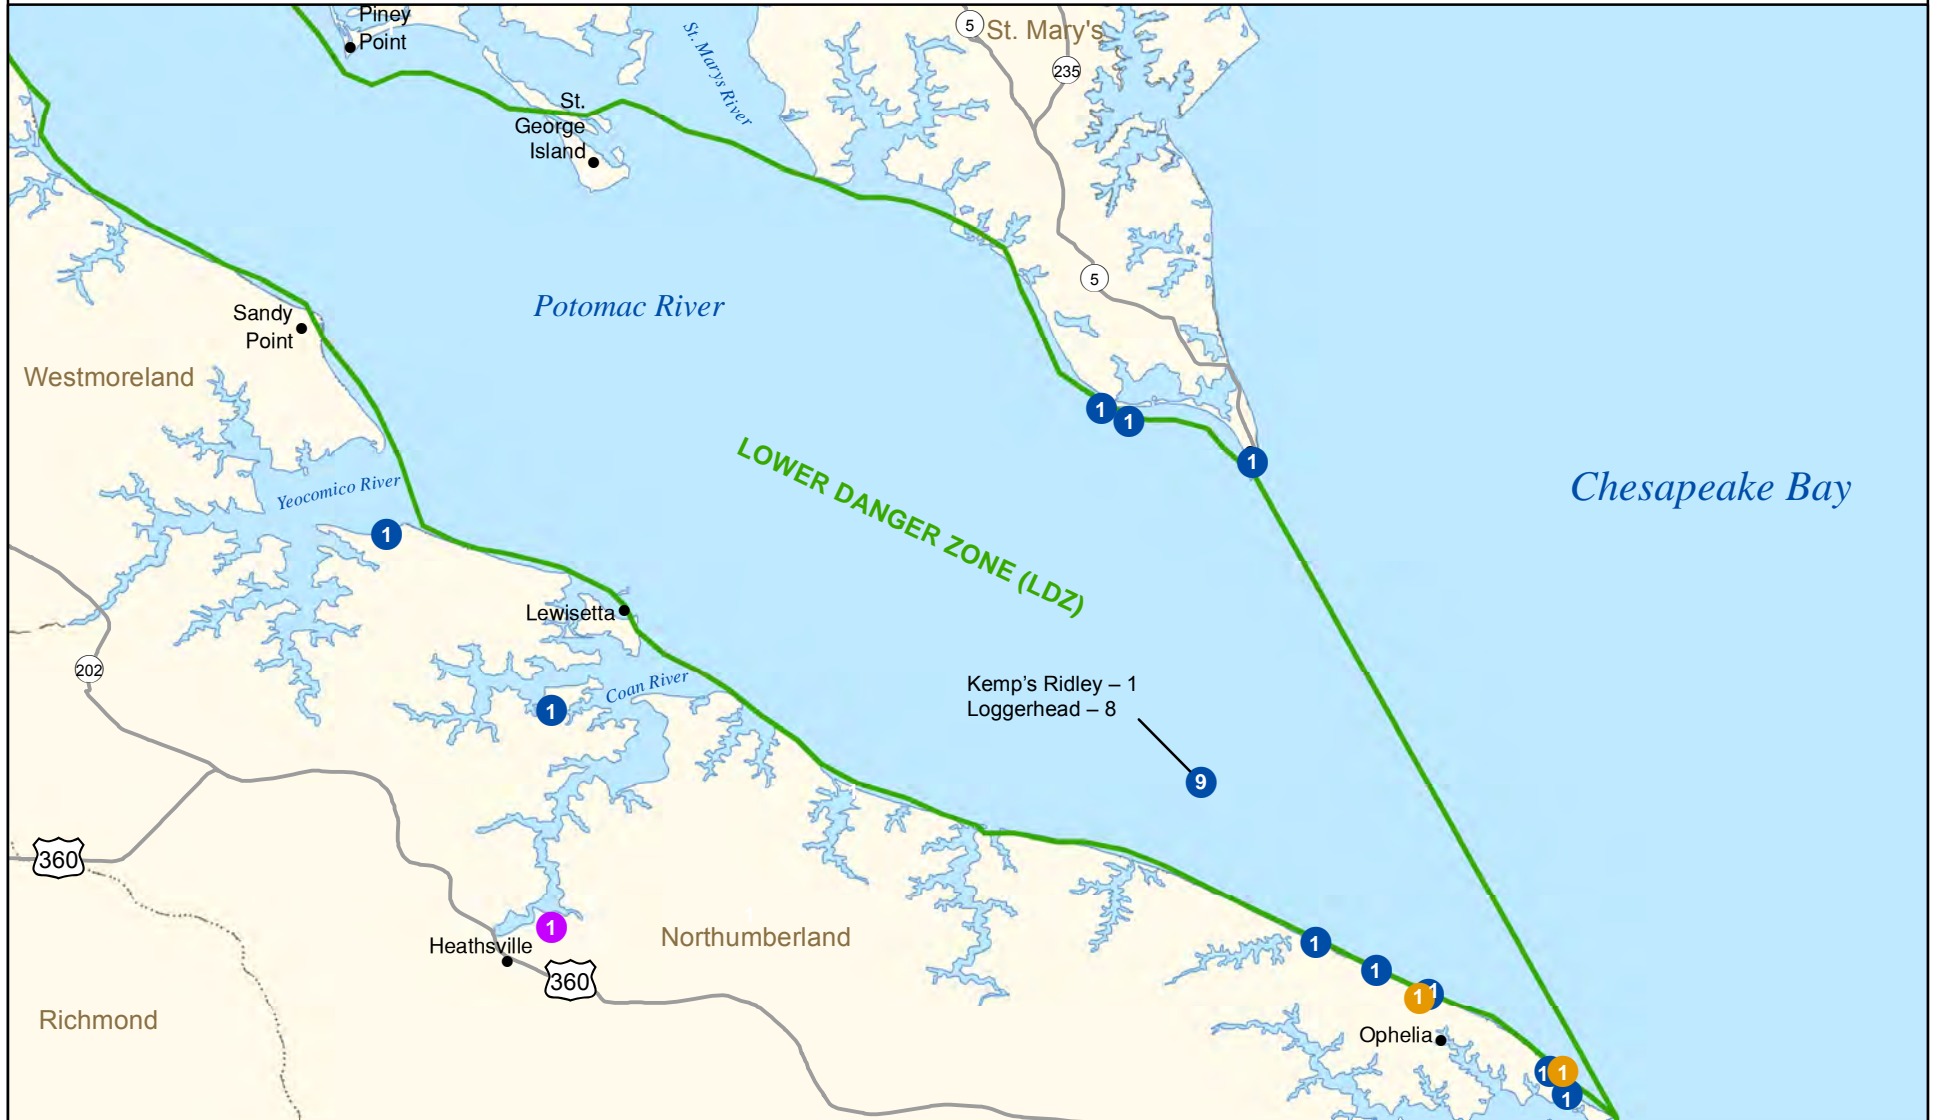 Piney
Point
5
St. Mary's
235
St. Marys River
St.
George
Island
5
Sandy
Point
Potomac River
Westmoreland
1
1
LOWER DANGER ZONE (LDZ)
1
Chesapeake Bay
Yeocomico River
1
Lewisetta
202
Coan River
1
Kemp's Ridley – 1
Loggerhead – 8
9
360
1
Heathsville
Northumberland
1
360
1
1
1
Richmond
Ophelia
1
1
1